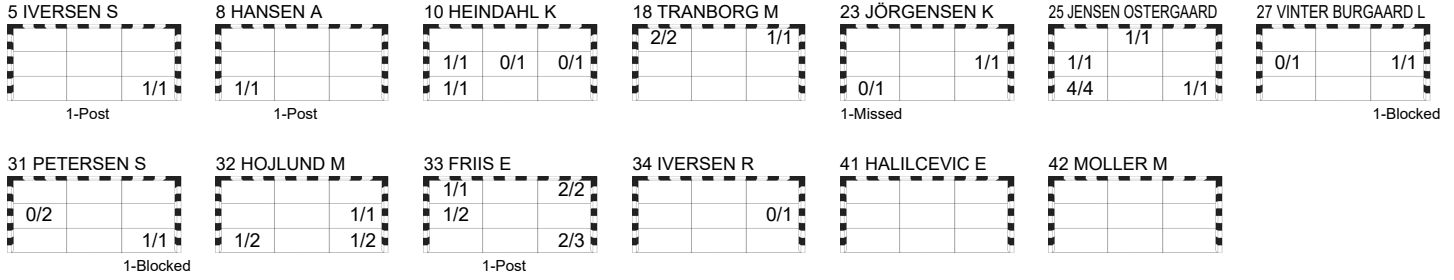 5 IVERSEN S 8 HANSEN A 10 HEINDAHL K 18 TRANBORG M 23 JÖRGENSEN K 25 JENSEN OSTERGAARD 27 VINTER BURGAARD L
2/2 1/1 1/1
1/1 0/1 0/1 1/1 1/1 0/1 1/1
1/1 1/1 1/1 0/1 4/4 1/1
1-Post 1-Post 1-Missed 1-Blocked
31 PETERSEN S 32 HOJLUND M 33 FRIIS E 34 IVERSEN R 41 HALILCEVIC E 42 MOLLER M
1/1 2/2
0/2 1/1 1/2 0/1
1/1 1/2 1/2 2/3
1-Blocked 1-Post